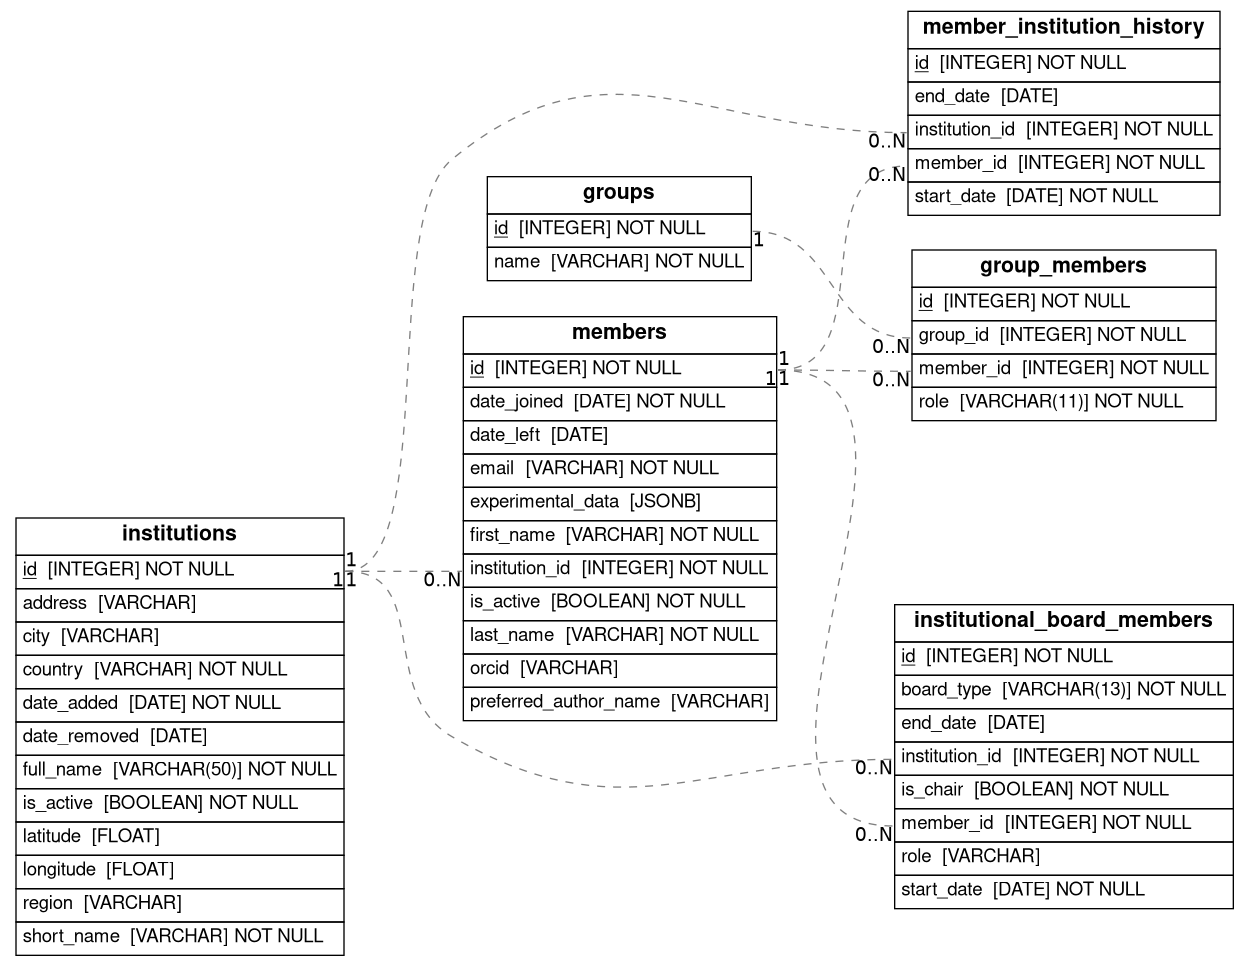 member_institution_history
id [INTEGER] NOT NULL
end_date [DATE]
institution_id [INTEGER] NOT NULL
member_id [INTEGER] NOT NULL
start_date [DATE] NOT NULL
0..N
0..N
groups
id [INTEGER] NOT NULL
name [VARCHAR] NOT NULL
1
group_members
id [INTEGER] NOT NULL
group_id [INTEGER] NOT NULL
member_id [INTEGER] NOT NULL
role [VARCHAR(11)] NOT NULL
0..N
0..N
members
id [INTEGER] NOT NULL
date_joined [DATE] NOT NULL
date_left [DATE]
email [VARCHAR] NOT NULL
experimental_data [JSONB]
first_name [VARCHAR] NOT NULL
institution_id [INTEGER] NOT NULL
is_active [BOOLEAN] NOT NULL
last_name [VARCHAR] NOT NULL
orcid [VARCHAR]
preferred_author_name [VARCHAR]
1
11
0..N
institutions
id [INTEGER] NOT NULL
address [VARCHAR]
city [VARCHAR]
country [VARCHAR] NOT NULL
date_added [DATE] NOT NULL
date_removed [DATE]
full_name [VARCHAR(50)] NOT NULL
is_active [BOOLEAN] NOT NULL
latitude [FLOAT]
longitude [FLOAT]
region [VARCHAR]
short_name [VARCHAR] NOT NULL
1
11
institutional_board_members
id [INTEGER] NOT NULL
board_type [VARCHAR(13)] NOT NULL
end_date [DATE]
institution_id [INTEGER] NOT NULL
is_chair [BOOLEAN] NOT NULL
member_id [INTEGER] NOT NULL
role [VARCHAR]
start_date [DATE] NOT NULL
0..N
0..N